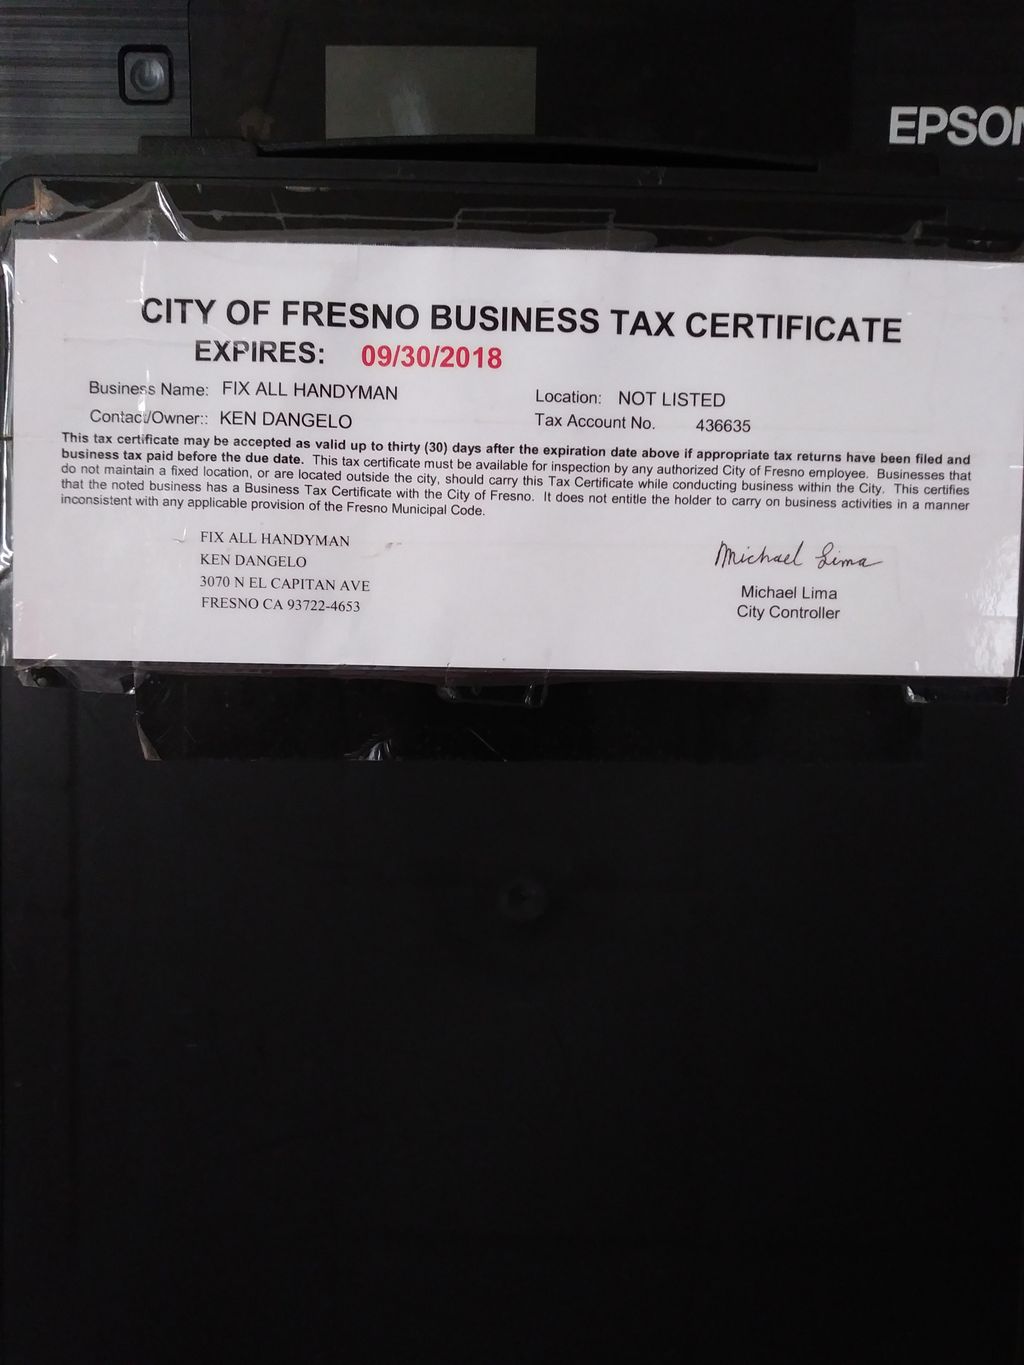 EPSON
CITY OF FRESNO BUSINESS TAX CERTIFICATE
EXPIRES: 09/30/2018
Business Name: FIX ALL HANDYMAN
Location: NOT LISTED
Contact/Owner:: KEN DANGELO
Tax Account No. 436635
This tax certificate may be accepted as valid up to thirty (30) days after the expiration date above if appropriate tax returns have been filed and
business tax paid before the due date. This tax certificate must be available for inspection by any authorized City of Fresno employee. Businesses that
do not maintain a fixed location, or are located outside the city, should carry this Tax Certificate while conducting business within the City. This certifies
that the noted business has a Business Tax Certificate with the City of Fresno. It does not entitle the holder to carry on business activities in a manner
inconsistent with any applicable provision of the Fresno Municipal Code.
FIX ALL HANDYMAN
KEN DANGELO
3070 N EL CAPITAN AVE
FRESNO CA 93722-4653
Michael Lima
Michael Lima
City Controller